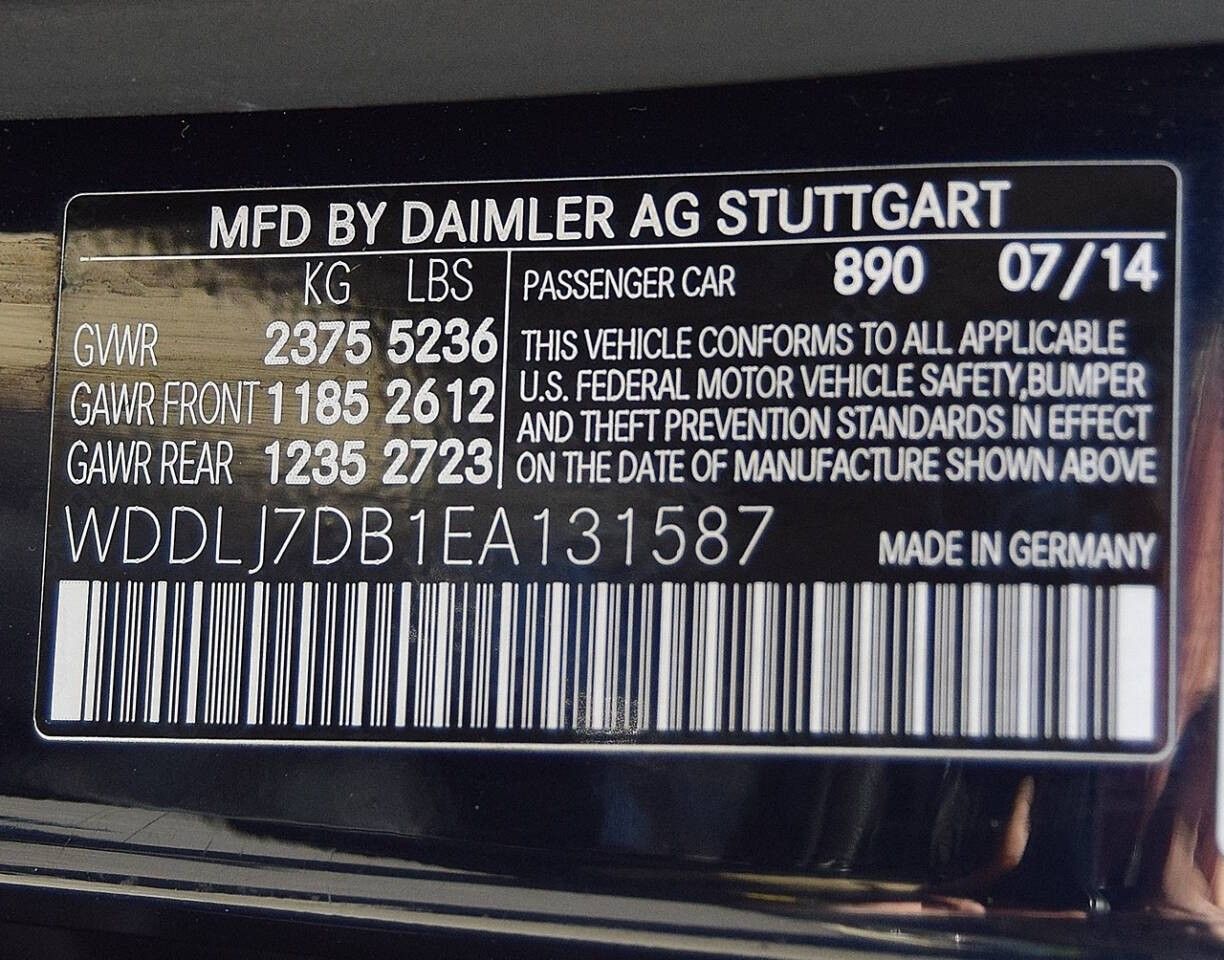 MFD BY DAIMLER AG STUTTGART
KG LBS
GVWR 2375 5236
GAWR FRONT 1185 2612
GAWR REAR 1235 2723
PASSENGER CAR 890 07/14
THIS VEHICLE CONFORMS TO ALL APPLICABLE
U.S. FEDERAL MOTOR VEHICLE SAFETY,BUMPER
AND THEFT PREVENTION STANDARDS IN EFFECT
ON THE DATE OF MANUFACTURE SHOWN ABOVE
WDDLJ7DB1EA131587
MADE IN GERMANY